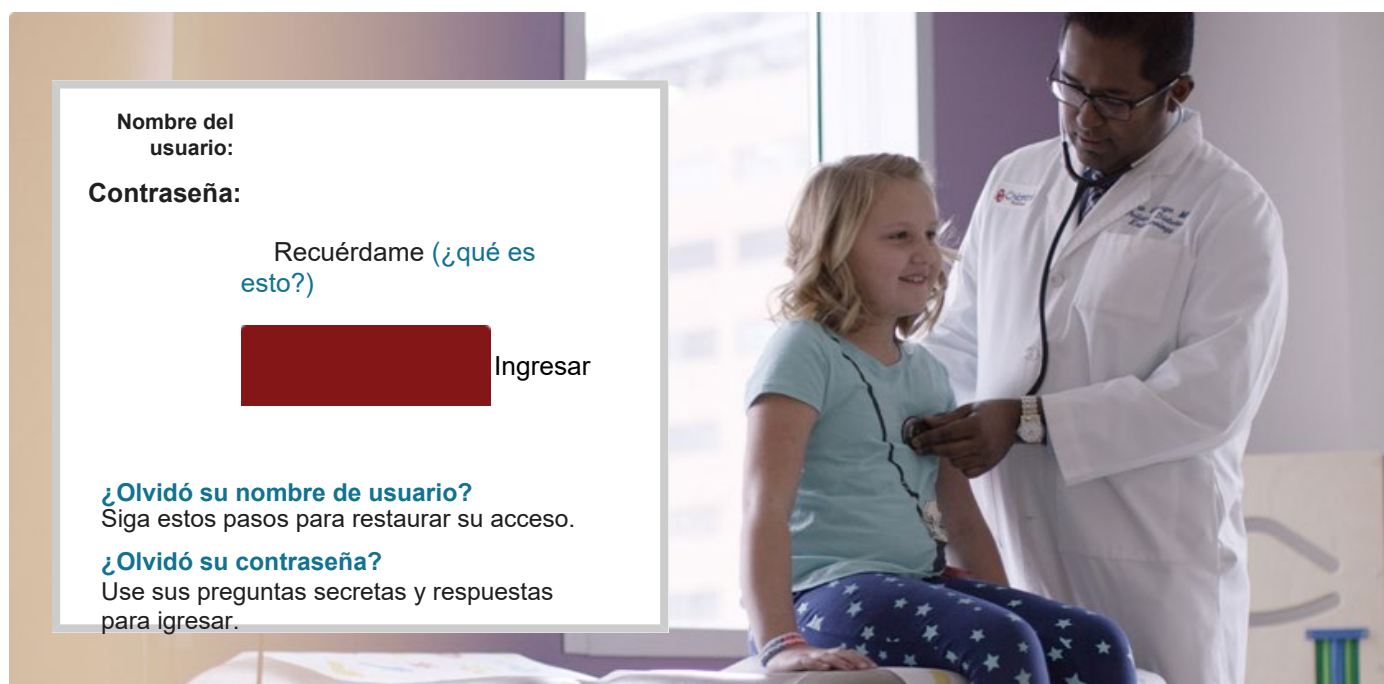 Nombre del
usuario:
Contraseña:
Recuérdame (¿qué es
esto?)
Ingresar
¿Olvidó su nombre de usuario?
Siga estos pasos para restaurar su acceso.
¿Olvidó su contraseña?
Use sus preguntas secretas y respuestas
para igresar.